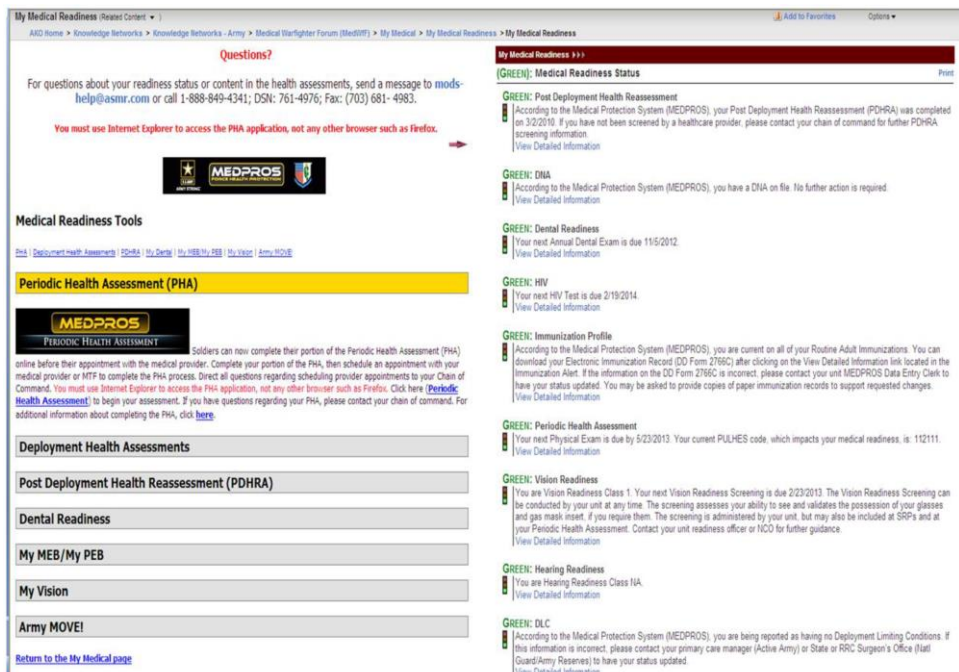 My Medical Readiness (Related Content ▼ )
Add to Favorites Options ▼
AKO Home > Knowledge Networks > Knowledge Networks - Army > Medical Warfighter Forum (MedWfF) > My Medical > My Medical Readiness > My Medical Readiness
Questions?
For questions about your readiness status or content in the health assessments, send a message to mods-
help@asmr.com or call 1-888-849-4341; DSN: 761-4976; Fax: (703) 681- 4983.
You must use Internet Explorer to access the PHA application, not any other browser such as Firefox.
ARMY STRONG
MEDPROS
FORCE HEALTH PROTECTION
Medical Readiness Tools
PHA | Deployment Health Assessments | PDHRA | My Dental | My MEB/My PEB | My Vision | Army MOVE!
Periodic Health Assessment (PHA)
MEDPROS
PERIODIC HEALTH ASSESSMENT
Soldiers can now complete their portion of the Periodic Health Assessment (PHA)
online before their appointment with the medical provider. Complete your portion of the PHA, then schedule an appointment with your
medical provider or MTF to complete the PHA process. Direct all questions regarding scheduling provider appointments to your Chain of
Command. You must use Internet Explorer to access the PHA application, not any other browser such as Firefox. Click here (Periodic
Health Assessment) to begin your assessment. If you have questions regarding your PHA, please contact your chain of command. For
additional information about completing the PHA, click here.
Deployment Health Assessments
Post Deployment Health Reassessment (PDHRA)
Dental Readiness
My MEB/My PEB
My Vision
Army MOVE!
Return to the My Medical page
My Medical Readiness
(GREEN): Medical Readiness Status Print
GREEN: Post Deployment Health Reassessment
According to the Medical Protection System (MEDPROS), your Post Deployment Health Reassessment (PDHRA) was completed
on 3/2/2010. If you have not been screened by a healthcare provider, please contact your chain of command for further PDHRA
screening information.
View Detailed Information
GREEN: DNA
According to the Medical Protection System (MEDPROS), you have a DNA on file. No further action is required.
View Detailed Information
GREEN: Dental Readiness
Your next Annual Dental Exam is due 11/5/2012.
View Detailed Information
GREEN: HIV
Your next HIV Test is due 2/19/2014.
View Detailed Information
GREEN: Immunization Profile
According to the Medical Protection System (MEDPROS), you are current on all of your Routine Adult Immunizations. You can
download your Electronic Immunization Record (DD Form 2766C) after clicking on the View Detailed Information link located in the
Immunization Alert. If the information on the DD Form 2766C is incorrect, please contact your unit MEDPROS Data Entry Clerk to
have your status updated. You may be asked to provide copies of paper immunization records to support requested changes.
View Detailed Information
GREEN: Periodic Health Assessment
Your next Physical Exam is due by 5/23/2013. Your current PULHES code, which impacts your medical readiness, is: 112111.
View Detailed Information
GREEN: Vision Readiness
You are Vision Readiness Class 1. Your next Vision Readiness Screening is due 2/23/2013. The Vision Readiness Screening can
be conducted by your unit at any time. The screening assesses your ability to see and validates the possession of your glasses
and gas mask insert, if you require them. The screening is administered by your unit, but may also be included at SRPs and at
your Periodic Health Assessment. Contact your unit readiness officer or NCO for further guidance.
View Detailed Information
GREEN: Hearing Readiness
You are Hearing Readiness Class NA.
View Detailed Information
GREEN: DLC
According to the Medical Protection System (MEDPROS), you are being reported as having no Deployment Limiting Conditions. If
this information is incorrect, please contact your primary care manager (Active Army) or State or RRC Surgeon's Office (Natl
Guard/Army Reserves) to have your status updated.
View Detailed Information